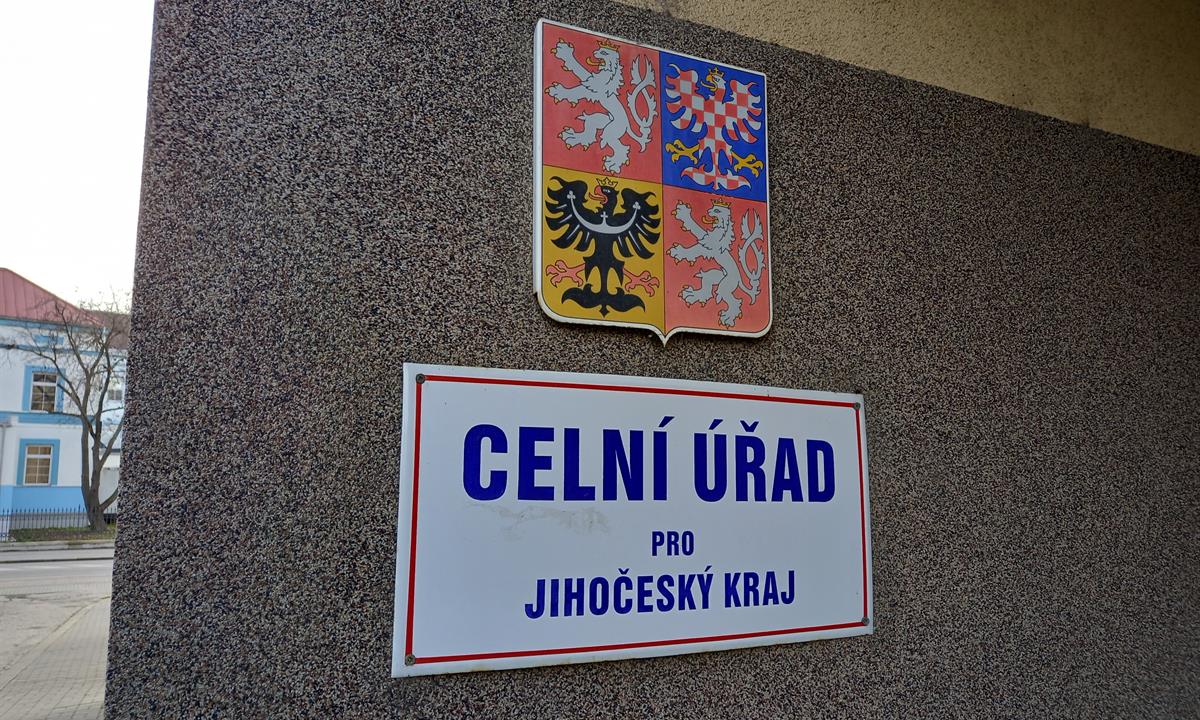 CELNÍ ÚŘAD
PRO
JIHOČESKÝ KRAJ